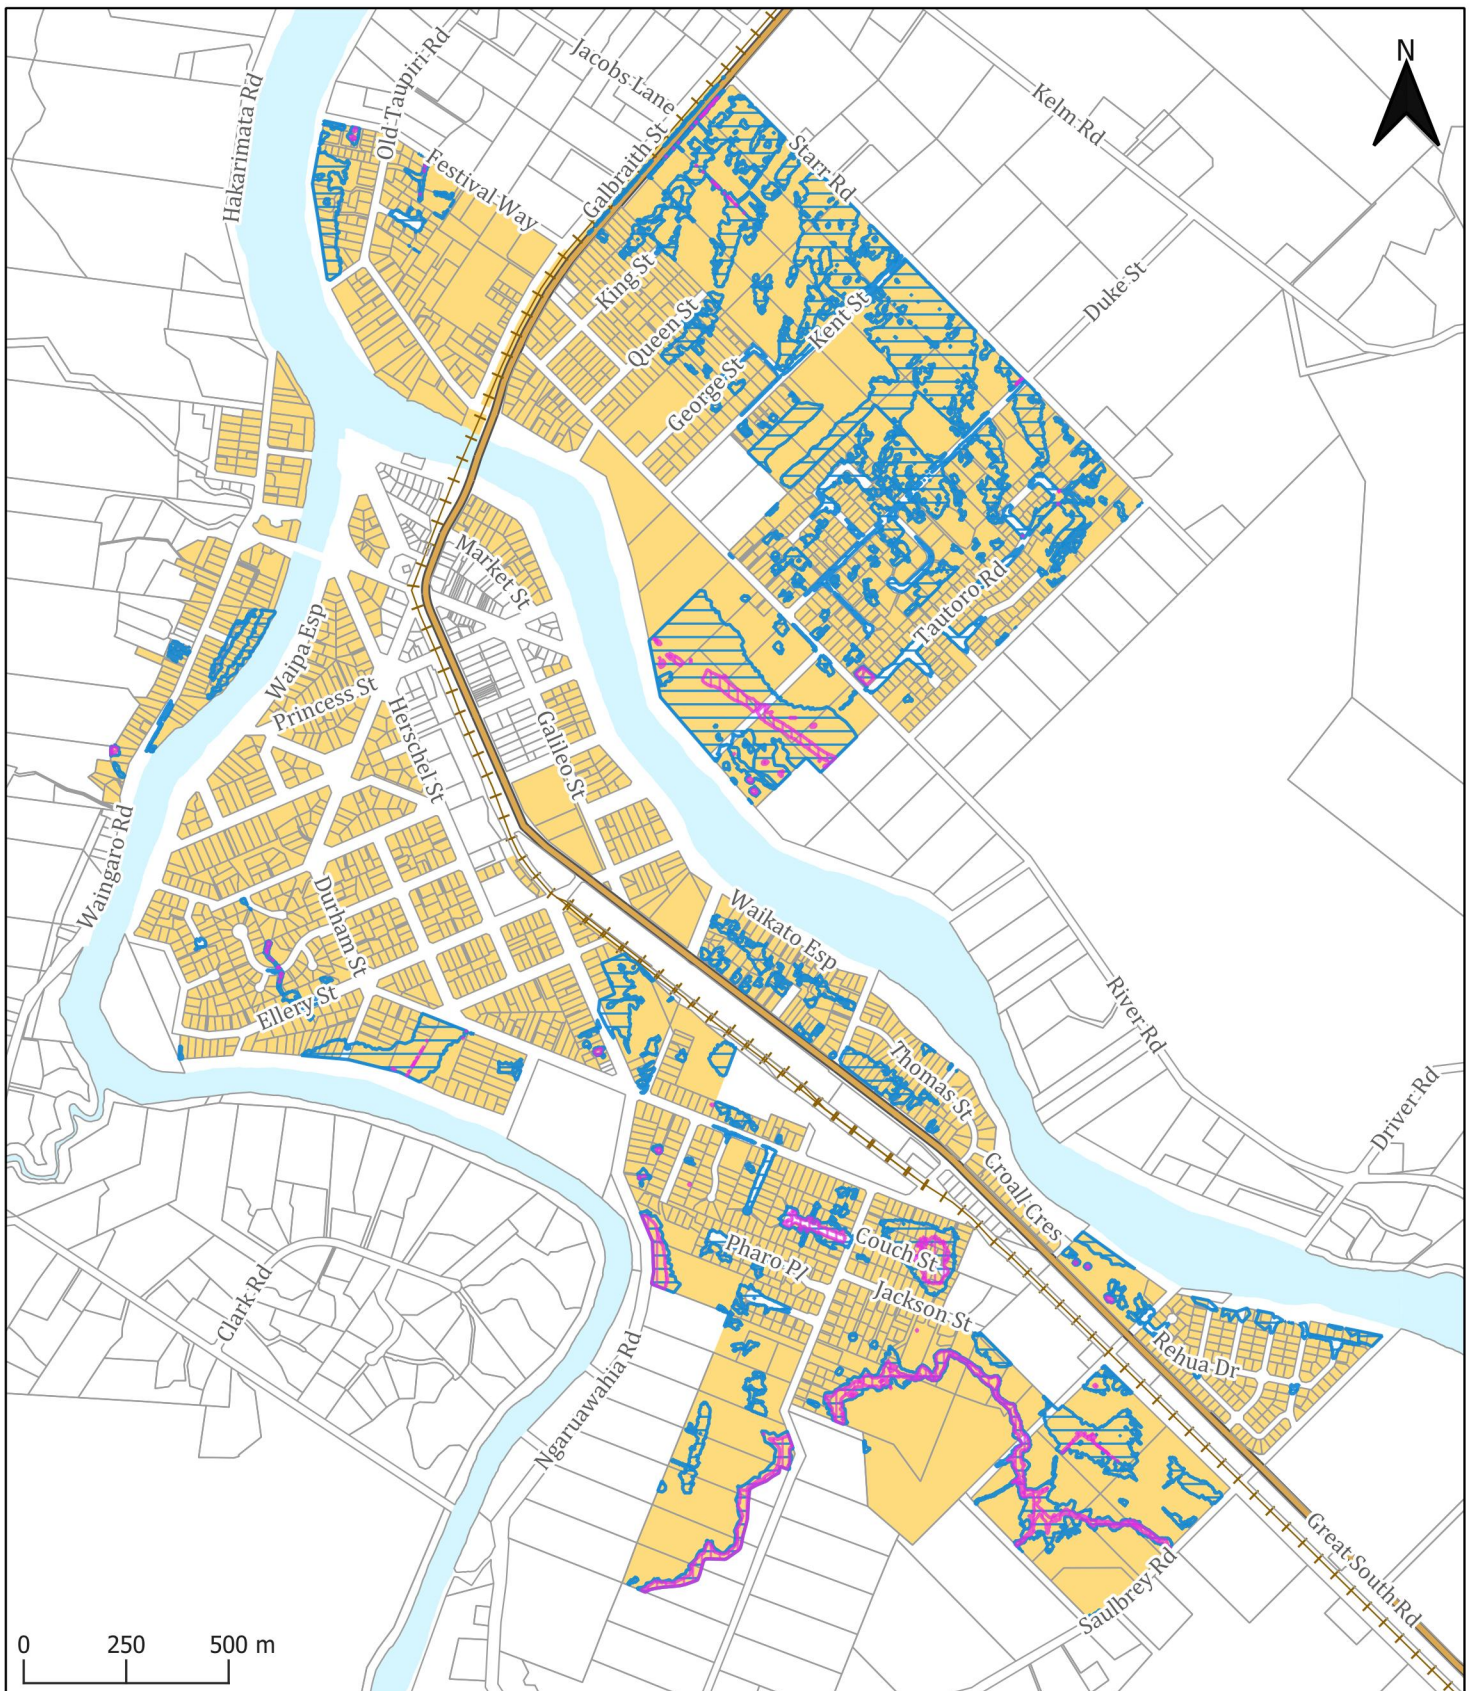 N
Jacobs Lane
Old Taupiri Rd
Hakarimata Rd
Kelm Rd
Festival Way
Galbraith St
Starr Rd
King St
Duke St
Queen St
Kent St
George St
Market St
Tautoro Rd
Waipa Esp
Princess St
Herschel St
Galileo St
Waingaro Rd
Durham St
Waikato Esp
Ellery St
River Rd
Thomas St
Driver Rd
Croall Cres
Couch St
Pharo Pl
Jackson St
Clark Rd
Rehua Dr
Ngaruawahia Rd
Great South Rd
Saulbrey Rd
0 250 500 m